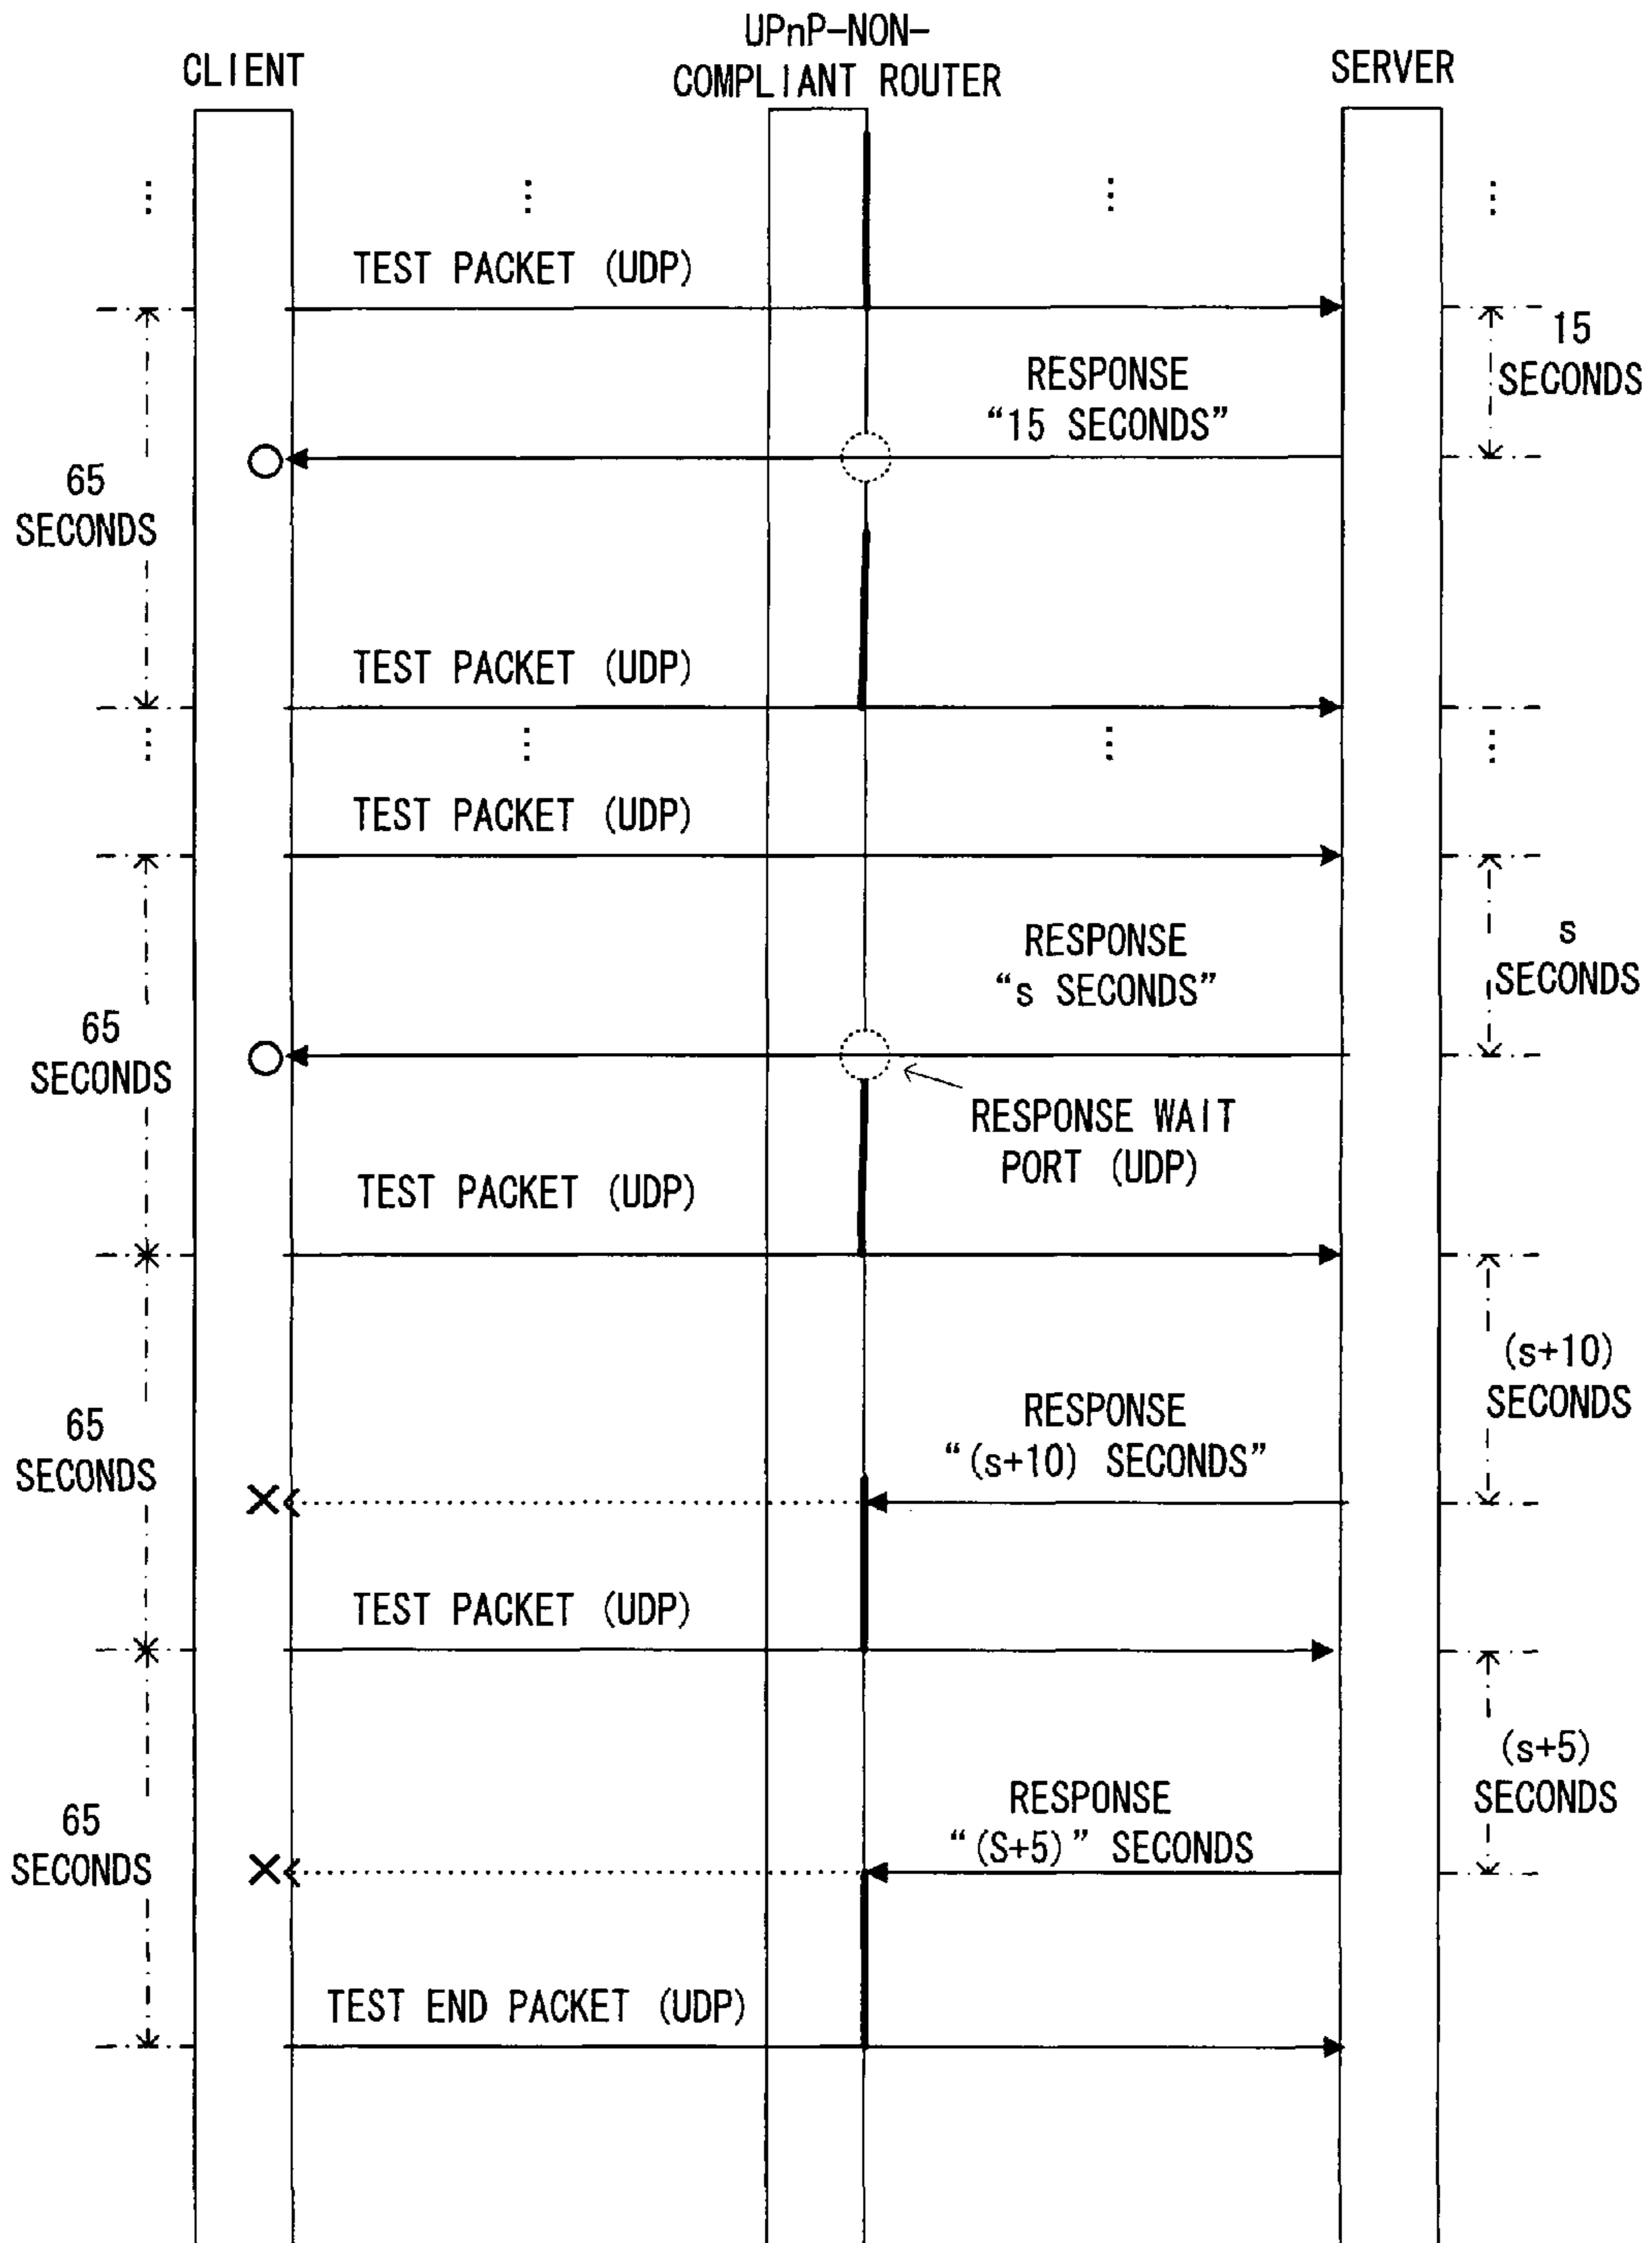 UPnP-NON-
COMPLIANT ROUTER
CLIENT
SERVER
TEST PACKET (UDP)
15
SECONDS
RESPONSE
“15 SECONDS”
65
SECONDS
TEST PACKET (UDP)
TEST PACKET (UDP)
s
SECONDS
RESPONSE
“s SECONDS”
65
SECONDS
RESPONSE WAIT
PORT (UDP)
TEST PACKET (UDP)
(s+10)
SECONDS
RESPONSE
“(s+10) SECONDS”
65
SECONDS
TEST PACKET (UDP)
(s+5)
SECONDS
RESPONSE
“(S+5)” SECONDS
65
SECONDS
TEST END PACKET (UDP)